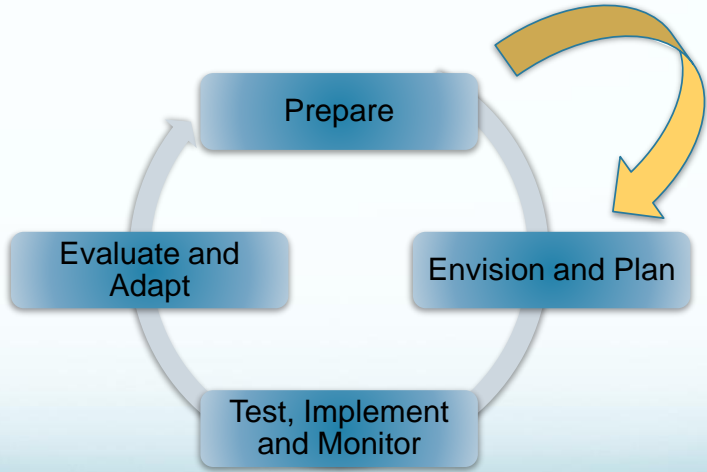 Prepare
Envision and Plan
Test, Implement
and Monitor
Evaluate and
Adapt